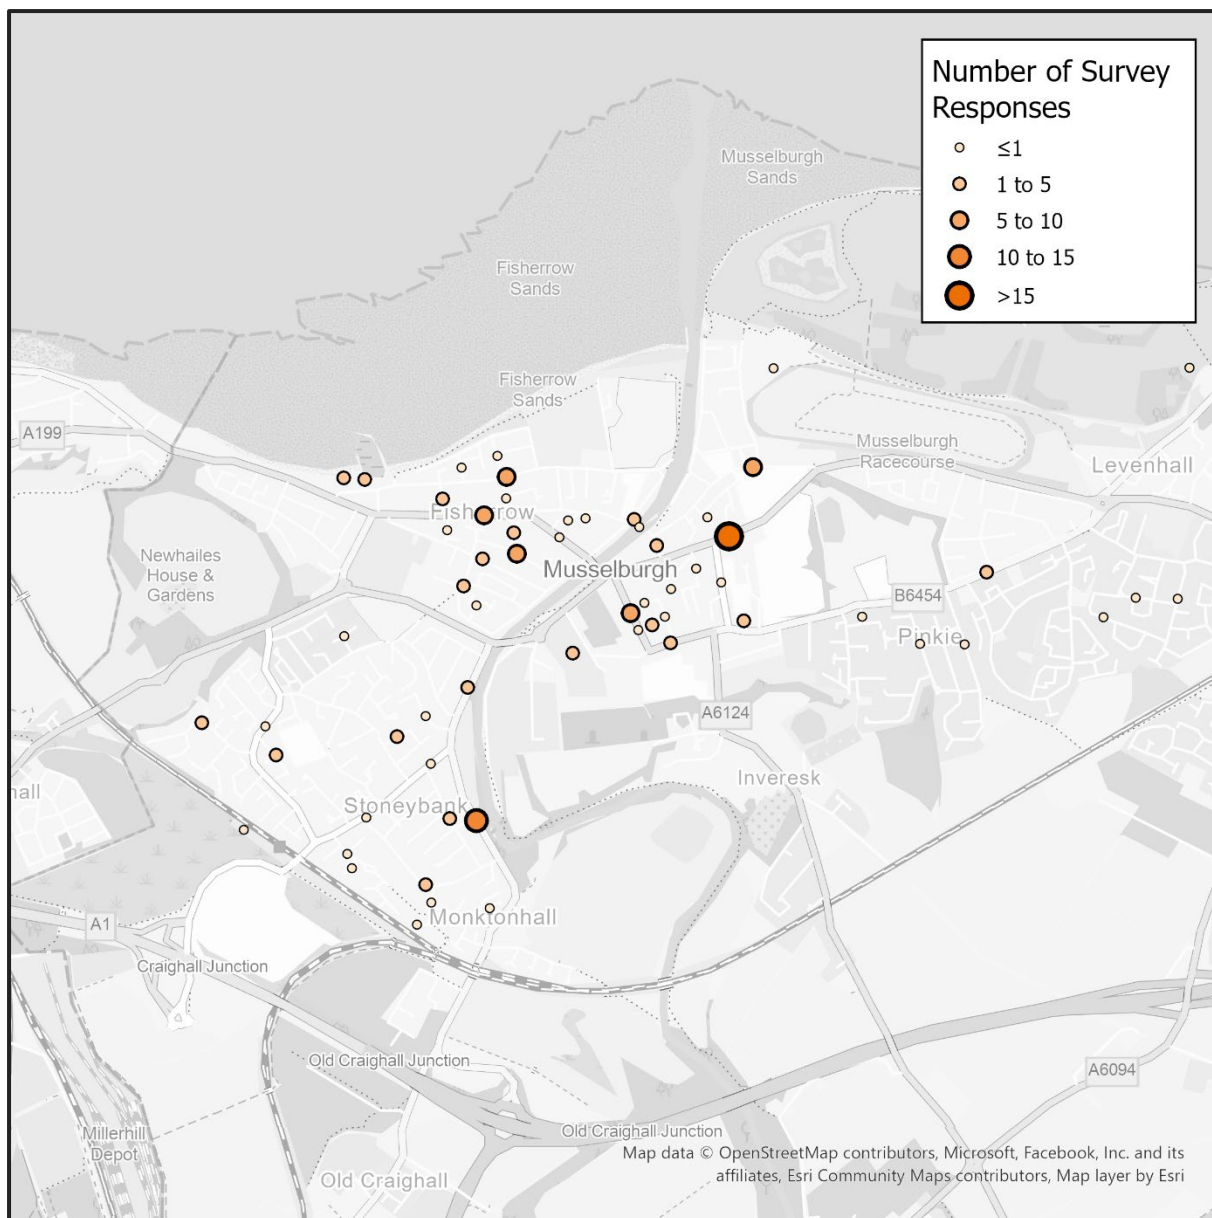 Number of Survey
Responses
≤1
1 to 5
5 to 10
10 to 15
>15
Musselburgh
Sands
Fisherrow
Sands
Fisherrow
Sands
A199
Musselburgh
Racecourse
Levenhall
Fisherrow
Newhailes
House &
Gardens
Musselburgh
B6454
Pinkie
A6124
Inveresk
hall
Stoneybank
A1
Monktonhall
Craighall Junction
Old Craighall Junction
A6094
Millerhill
Depot
Old Craighall Junction
Old Craighall
Map data © OpenStreetMap contributors, Microsoft, Facebook, Inc. and its
affiliates, Esri Community Maps contributors, Map layer by Esri